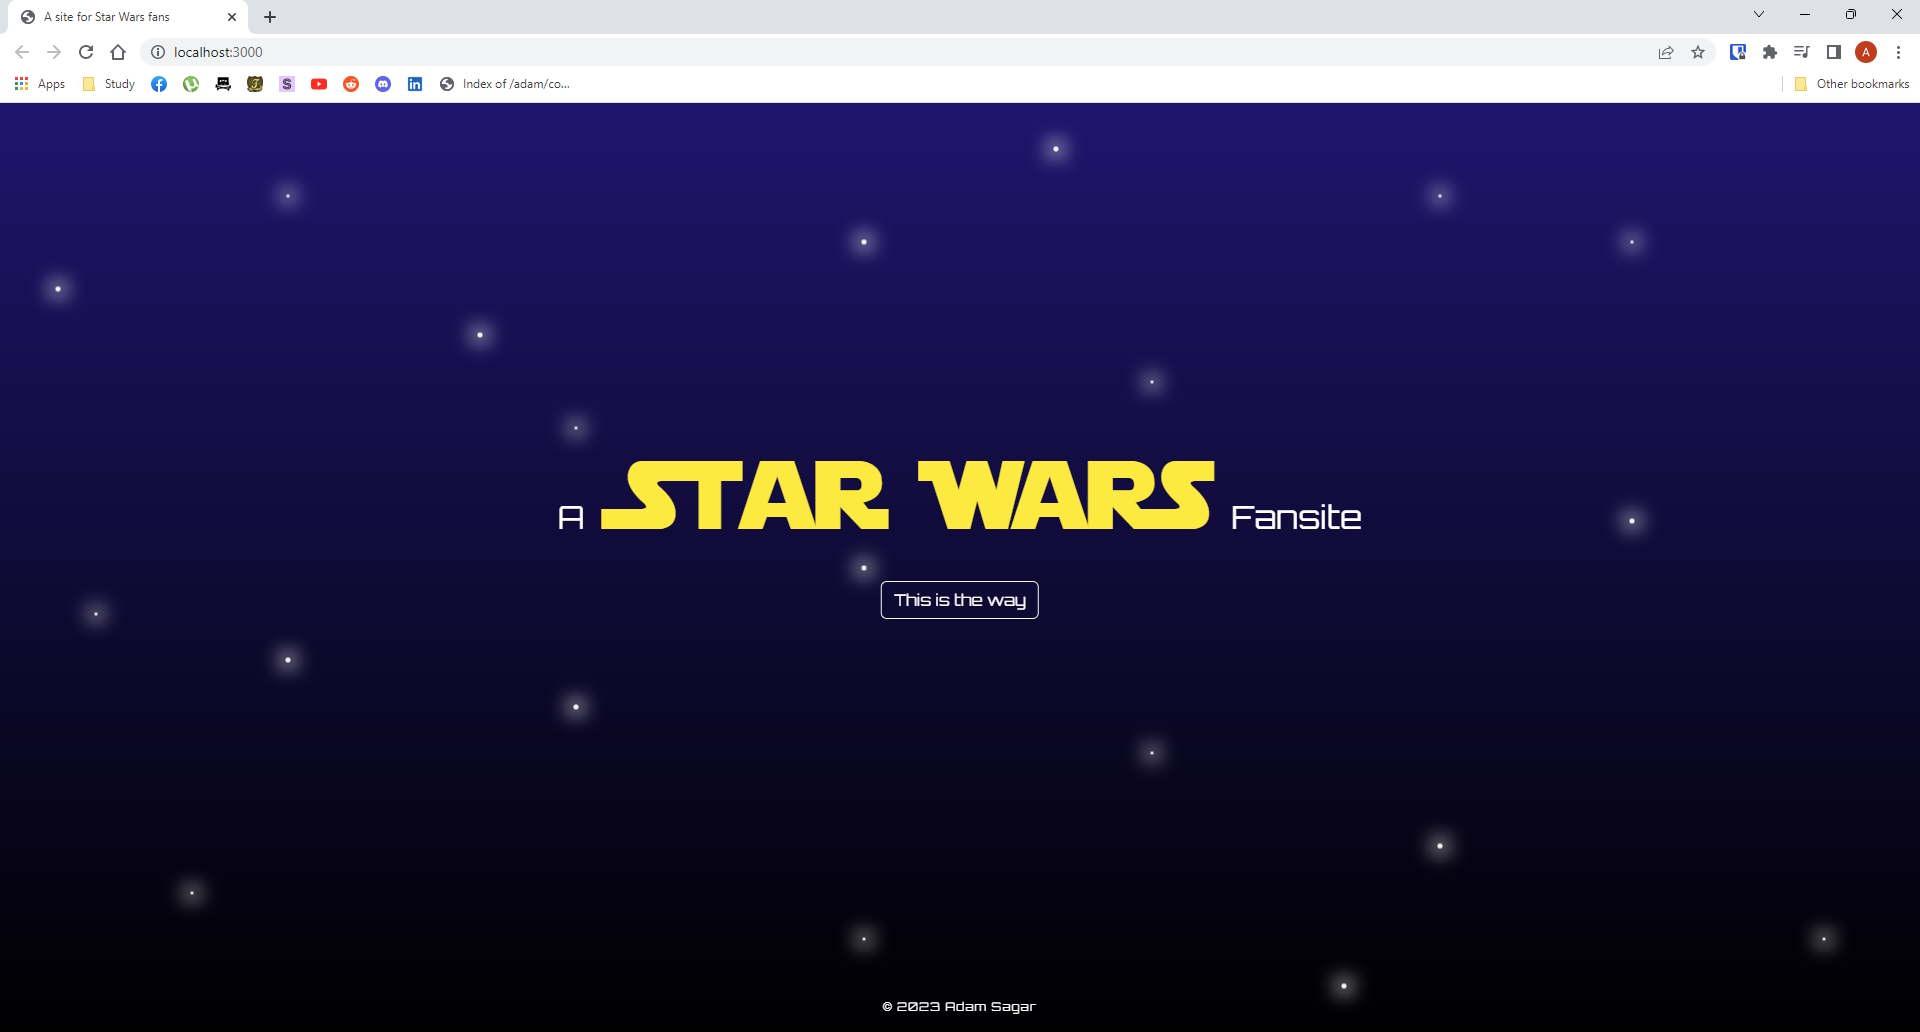 A site for Star Wars fans
localhost:3000
A
Apps Study S in Index of /adam/co... Other bookmarks
A STAR WARS Fansite
This is the way
© 2023 Adam Sagar